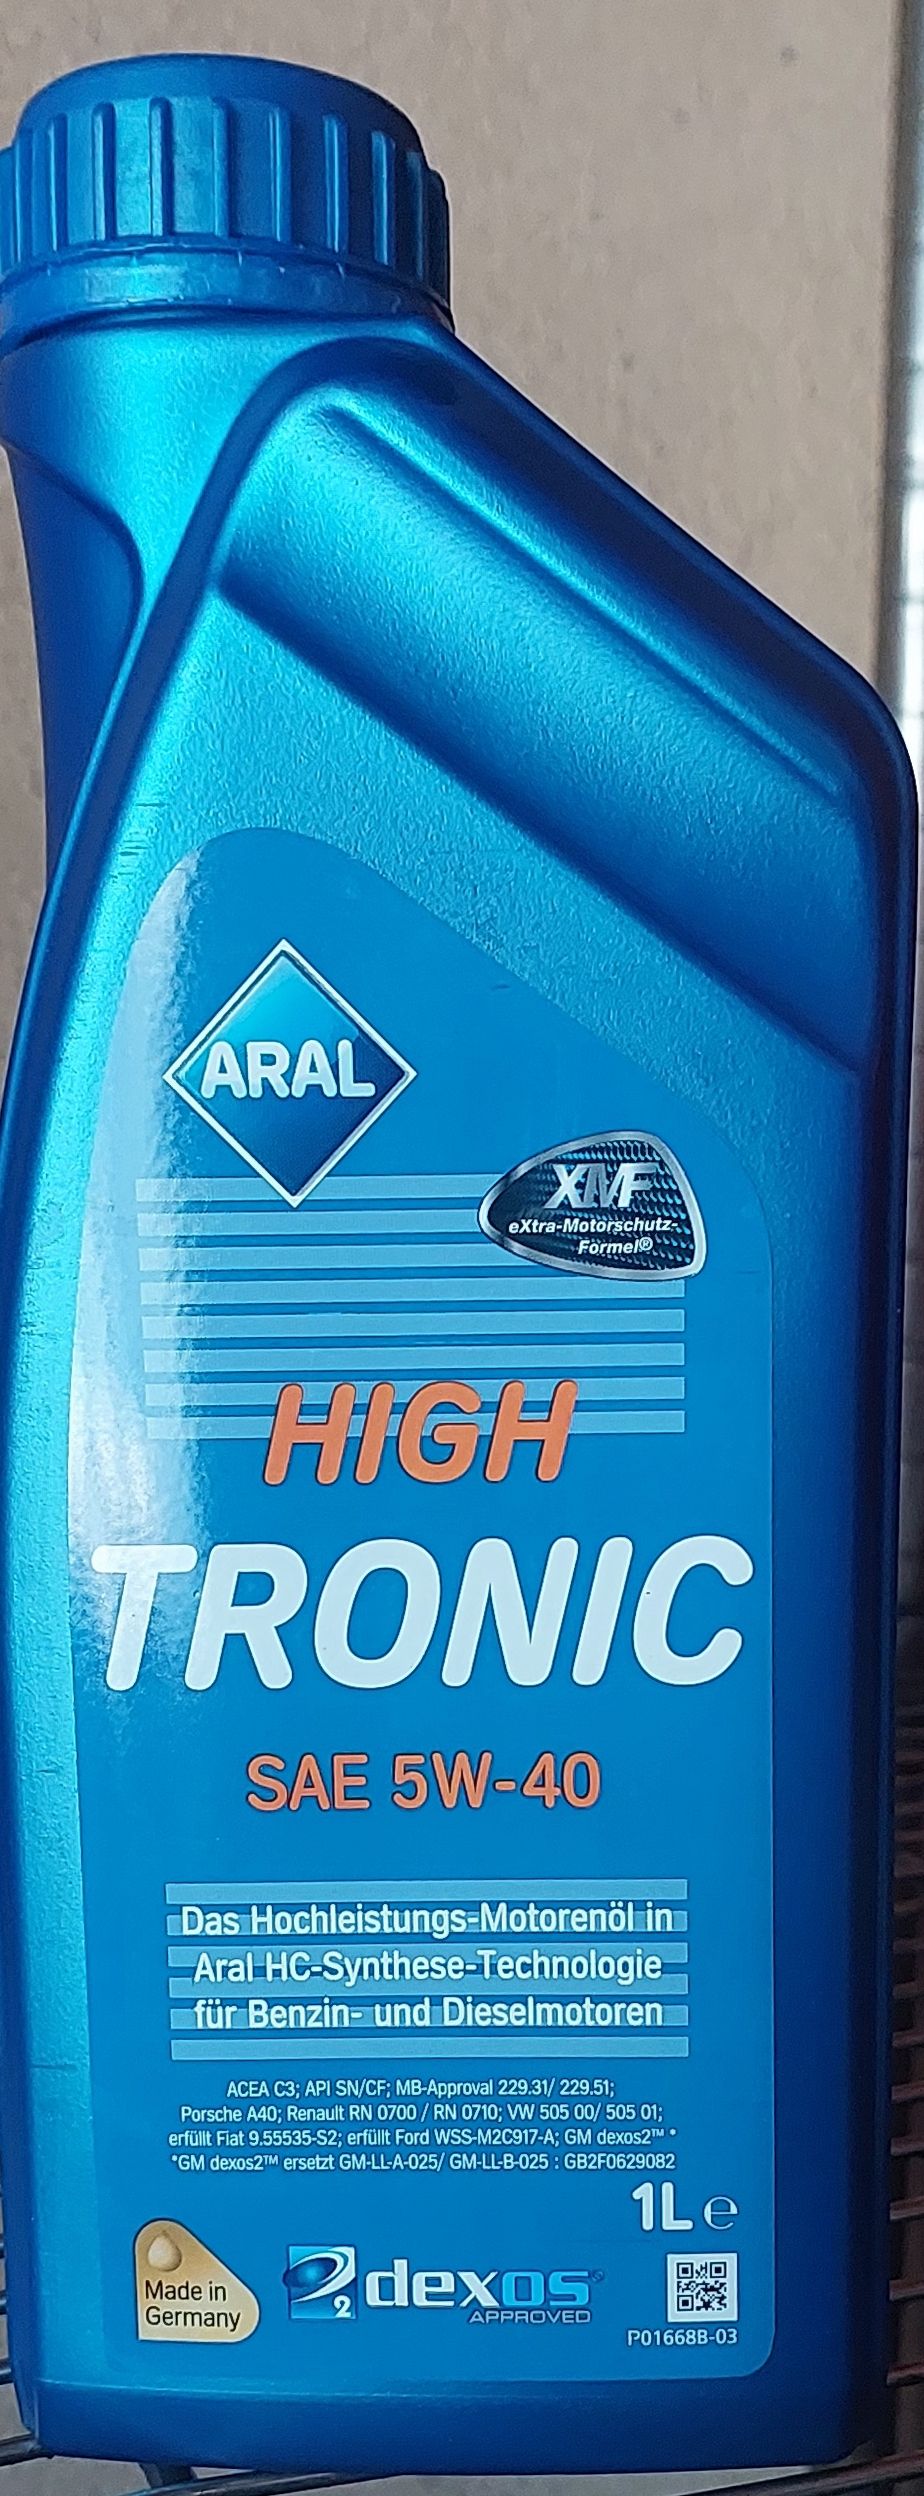 ARAL
XMF
eXtra-Motorschutz-
Formel®
HIGH
TRONIC
SAE 5W-40
Das Hochleistungs-Motorenöl in
Aral HC-Synthese-Technologie
für Benzin- und Dieselmotoren
ACEA C3; API SN/CF; MB-Approval 229.31/ 229.51;
Porsche A40; Renault RN 0700 / RN 0710; VW 505 00/ 505 01;
erfüllt Fiat 9.55535-S2; erfüllt Ford WSS-M2C917-A; GM dexos2™ *
*GM dexos2™ ersetzt GM-LL-A-025/ GM-LL-B-025 : GB2F0629082
1L e
Made in
Germany
2 dexos®
APPROVED
P01668B-03